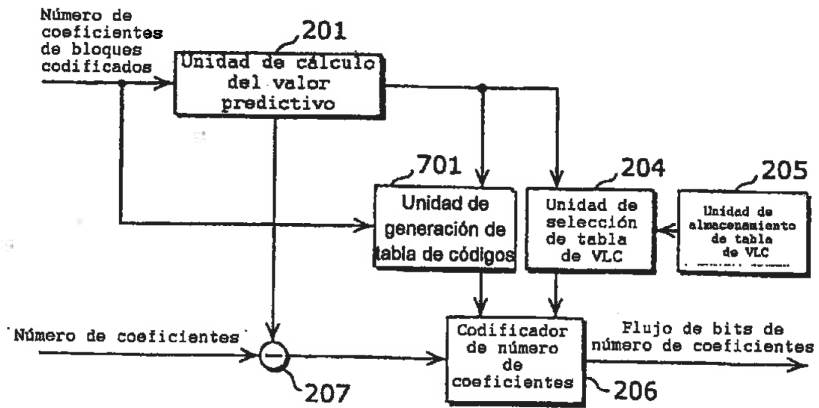 Número de
coeficientes
de bloques
codificados
201
Unidad de cálculo
del valor
predictivo
701
Unidad de
generación de
tabla de códigos
204
Unidad de
selección
de tabla
de VLC
205
Unidad de
almacenamiento
de tabla
de VLC
Número de coeficientes
207
Codificador
de número
de
coeficientes
206
Flujo de bits de
número de coeficientes